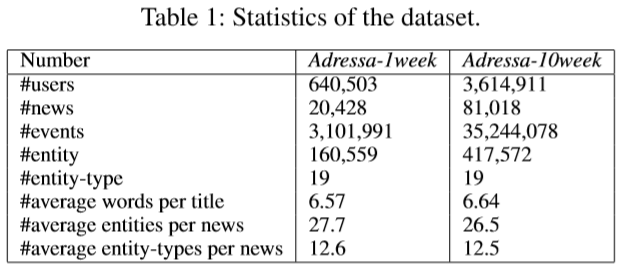 Table 1: Statistics of the dataset.
Number Adressa-1week Adressa-10week
#users 640,503 3,614,911
#news 20,428 81,018
#events 3,101,991 35,244,078
#entity 160,559 417,572
#entity-type 19 19
#average words per title 6.57 6.64
#average entities per news 27.7 26.5
#average entity-types per news 12.6 12.5